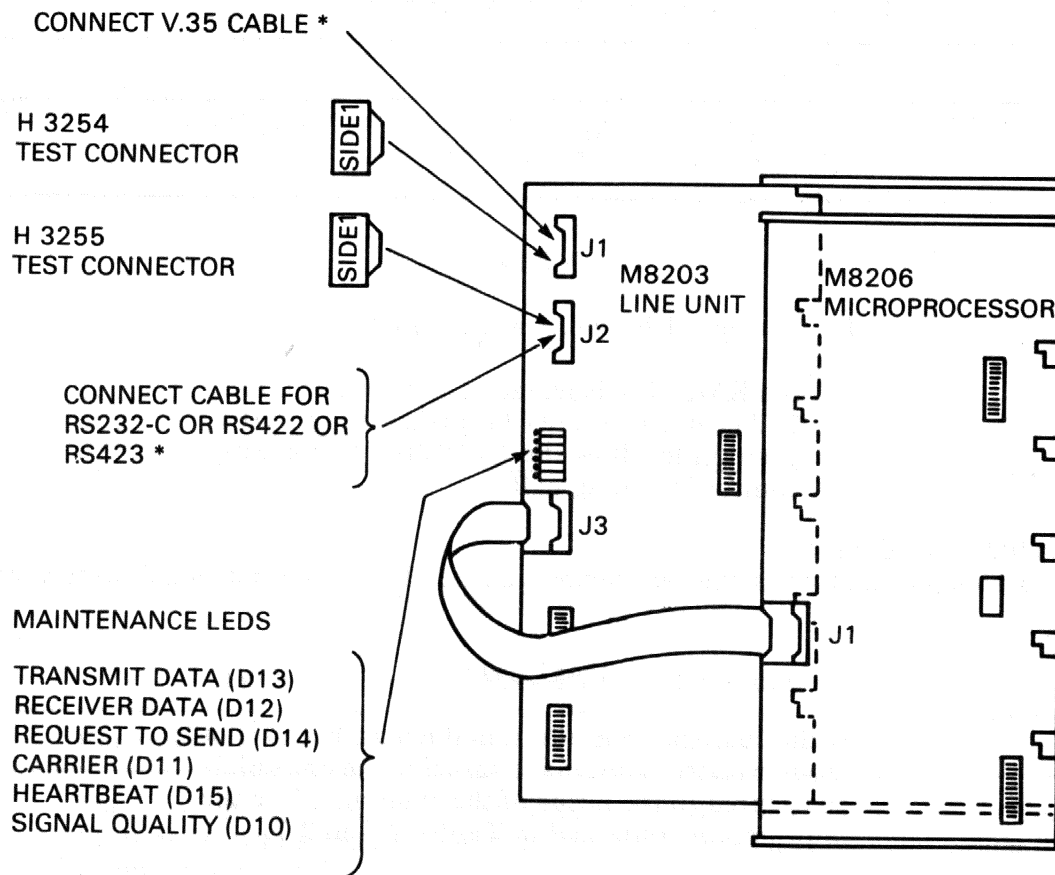 CONNECT V.35 CABLE *
H 3254
TEST CONNECTOR
SIDE1
H 3255
TEST CONNECTOR
SIDE1
J1
J2
M8203
LINE UNIT
M8206
MICROPROCESSOR
CONNECT CABLE FOR
RS232-C OR RS422 OR
RS423 *
J3
J1
MAINTENANCE LEDS
TRANSMIT DATA (D13)
RECEIVER DATA (D12)
REQUEST TO SEND (D14)
CARRIER (D11)
HEARTBEAT (D15)
SIGNAL QUALITY (D10)